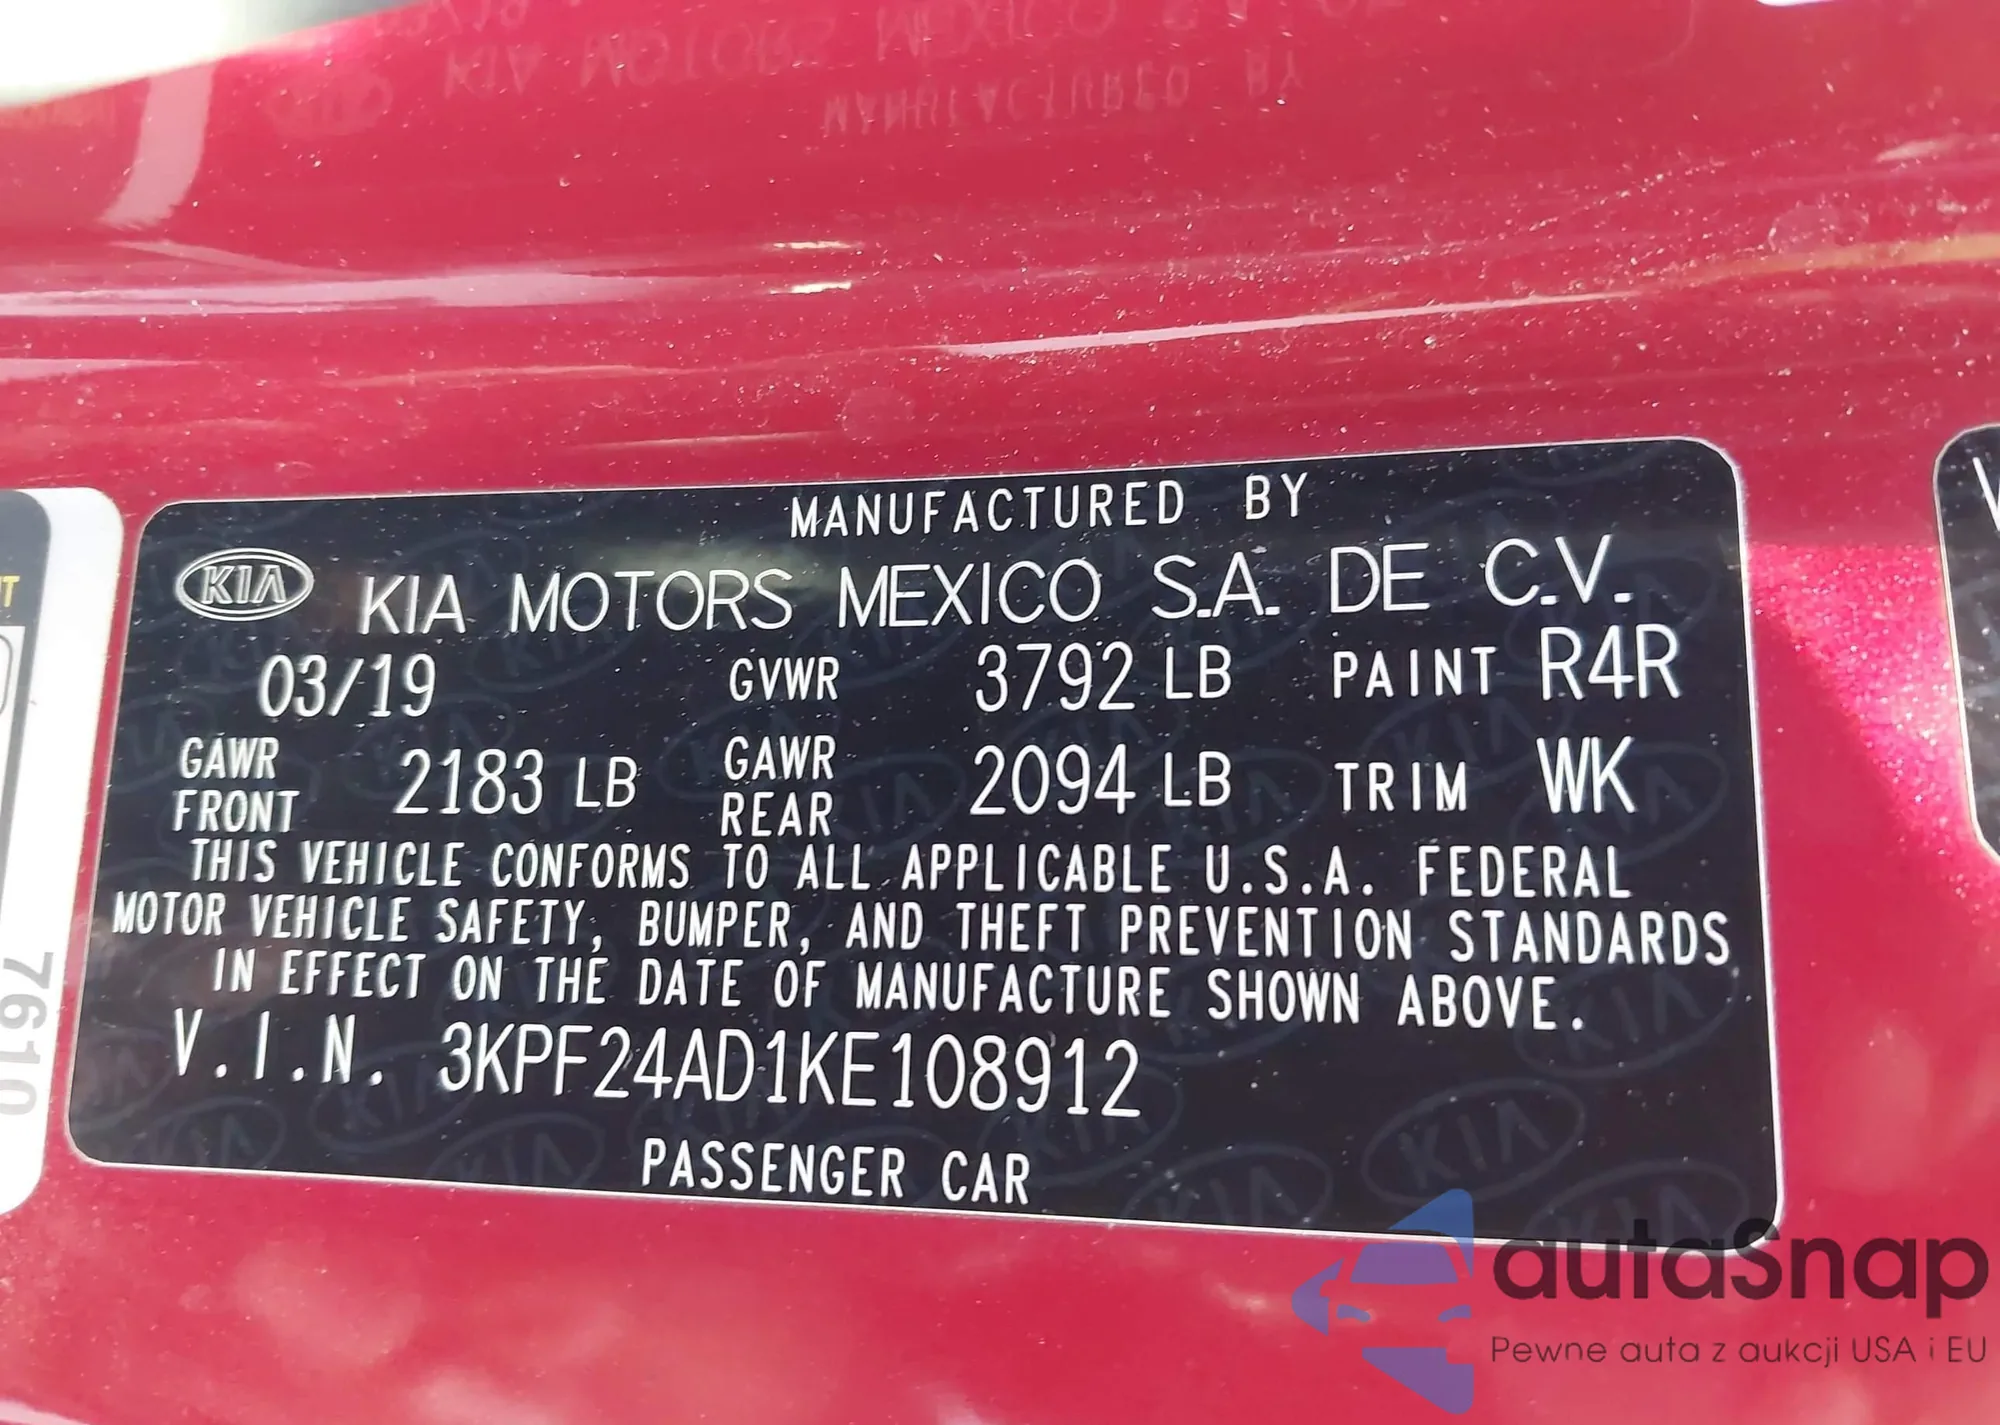 MANUFACTURED BY
KIA KIA MOTORS MEXICO S.A. DE C.V.
03/19 GVWR 3792 LB PAINT R4R
GAWR FRONT 2183 LB GAWR REAR 2094 LB TRIM WK
THIS VEHICLE CONFORMS TO ALL APPLICABLE U.S.A. FEDERAL
MOTOR VEHICLE SAFETY, BUMPER, AND THEFT PREVENTION STANDARDS
IN EFFECT ON THE DATE OF MANUFACTURE SHOWN ABOVE.
V.I.N. 3KPF24AD1KE108912
PASSENGER CAR
7610
autaSnap
Pewne auta z aukcji USA i EU